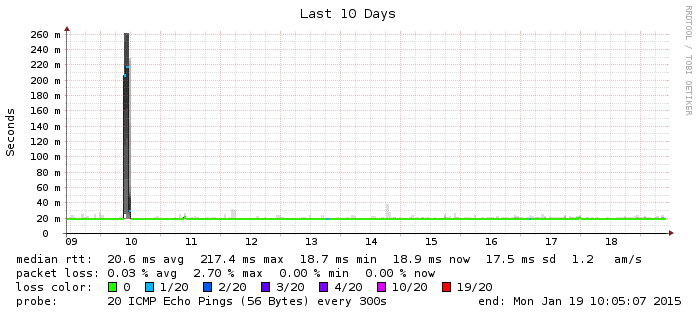 Last 10 Days
RRDTOOL / TOBI OETIKER
Seconds
260 m
240 m
220 m
200 m
180 m
160 m
140 m
120 m
100 m
80 m
60 m
40 m
20 m
0
09 10 11 12 13 14 15 16 17 18
median rtt: 20.6 ms avg 217.4 ms max 18.7 ms min 18.9 ms now 17.5 ms sd 1.2 am/s
packet loss: 0.03 % avg 2.70 % max 0.00 % min 0.00 % now
loss color: 0 1/20 2/20 3/20 4/20 10/20 19/20
probe: 20 ICMP Echo Pings (56 Bytes) every 300s end: Mon Jan 19 10:05:07 2015